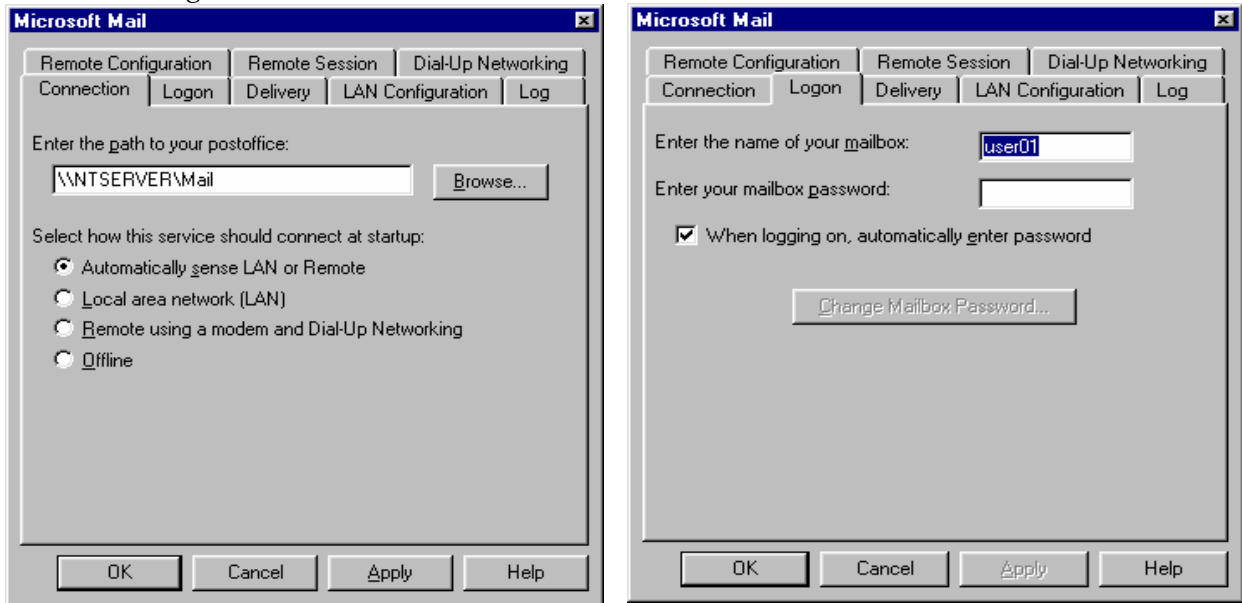 Microsoft Mail
Remote Configuration Remote Session Dial-Up Networking
Connection Logon Delivery LAN Configuration Log
Enter the path to your postoffice:
\\NTSERVER\Mail Browse...
Select how this service should connect at startup:
Automatically sense LAN or Remote
Local area network (LAN)
Remote using a modem and Dial-Up Networking
Offline
OK Cancel Apply Help
Microsoft Mail
Remote Configuration Remote Session Dial-Up Networking
Connection Logon Delivery LAN Configuration Log
Enter the name of your mailbox: user01
Enter your mailbox password:
When logging on, automatically enter password
Change Mailbox Password...
OK Cancel Apply Help